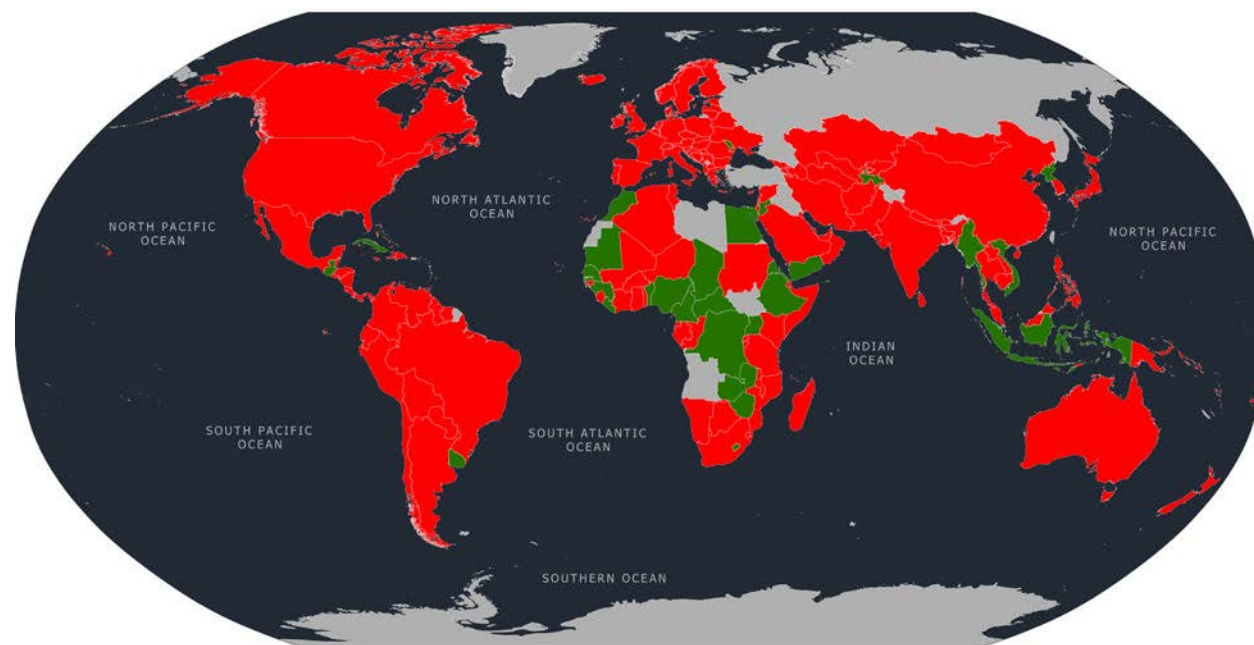 NORTH ATLANTIC
OCEAN
NORTH PACIFIC
OCEAN
NORTH PACIFIC
OCEAN
INDIAN
OCEAN
SOUTH PACIFIC
OCEAN
SOUTH ATLANTIC
OCEAN
SOUTHERN OCEAN